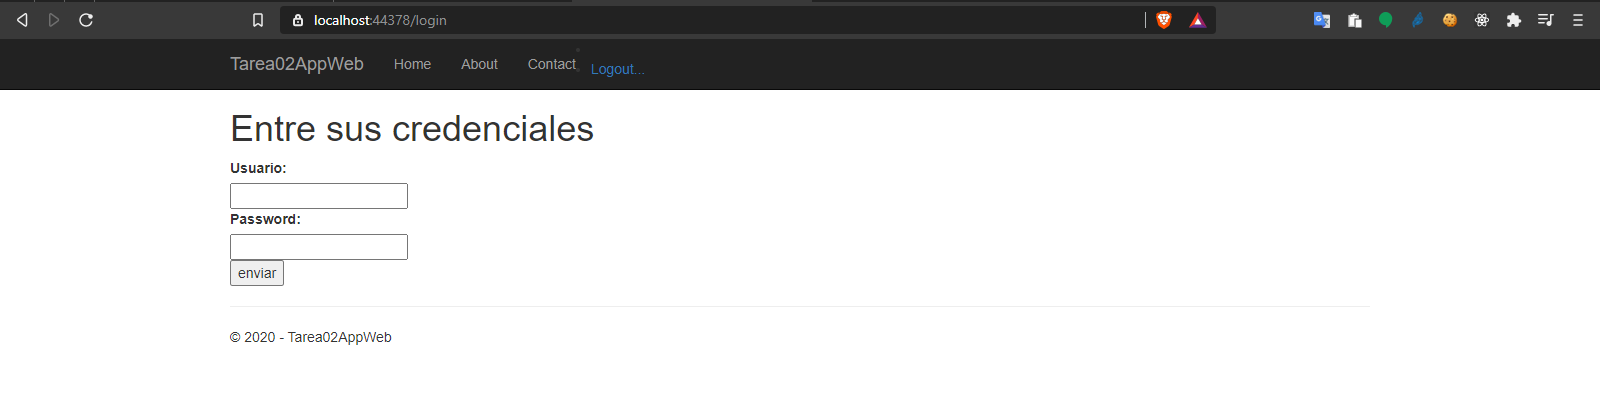 localhost:44378/login
Tarea02AppWeb Home About Contact Logout...
Entre sus credenciales
Usuario:
Password:
enviar
© 2020 - Tarea02AppWeb